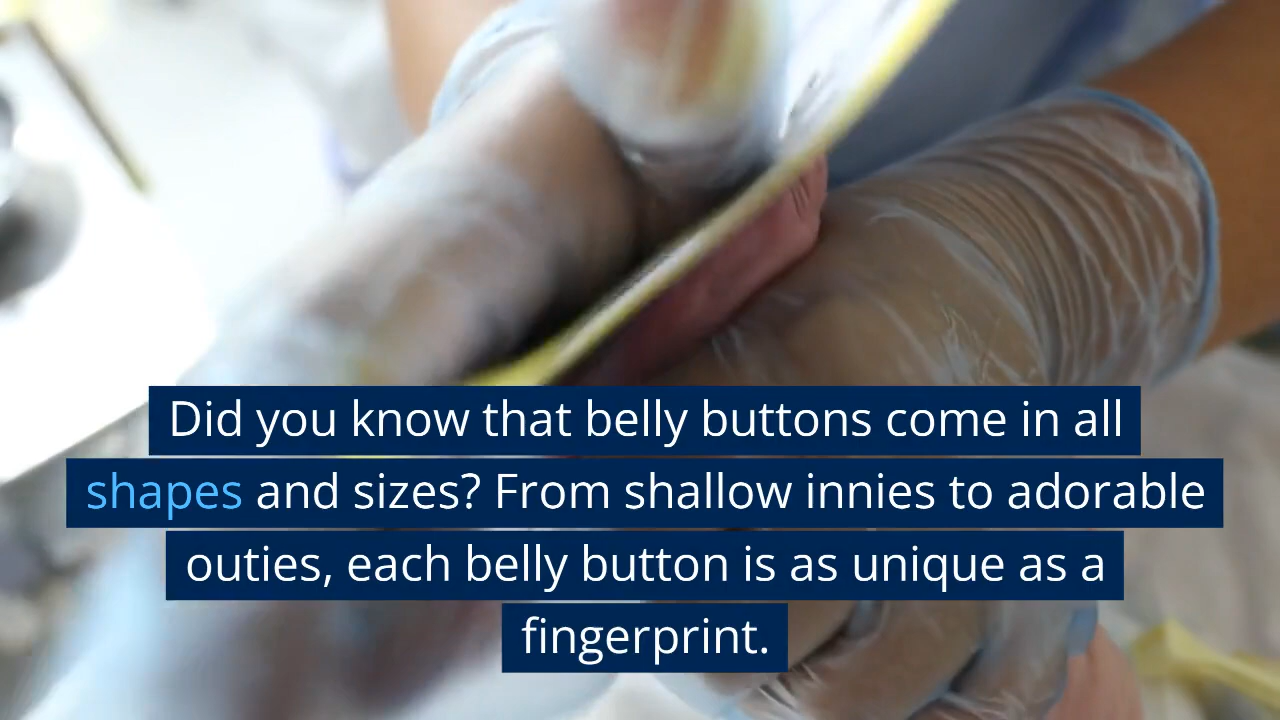 Did you know that belly buttons come in all
shapes and sizes? From shallow innies to adorable
outies, each belly button is as unique as a
fingerprint.